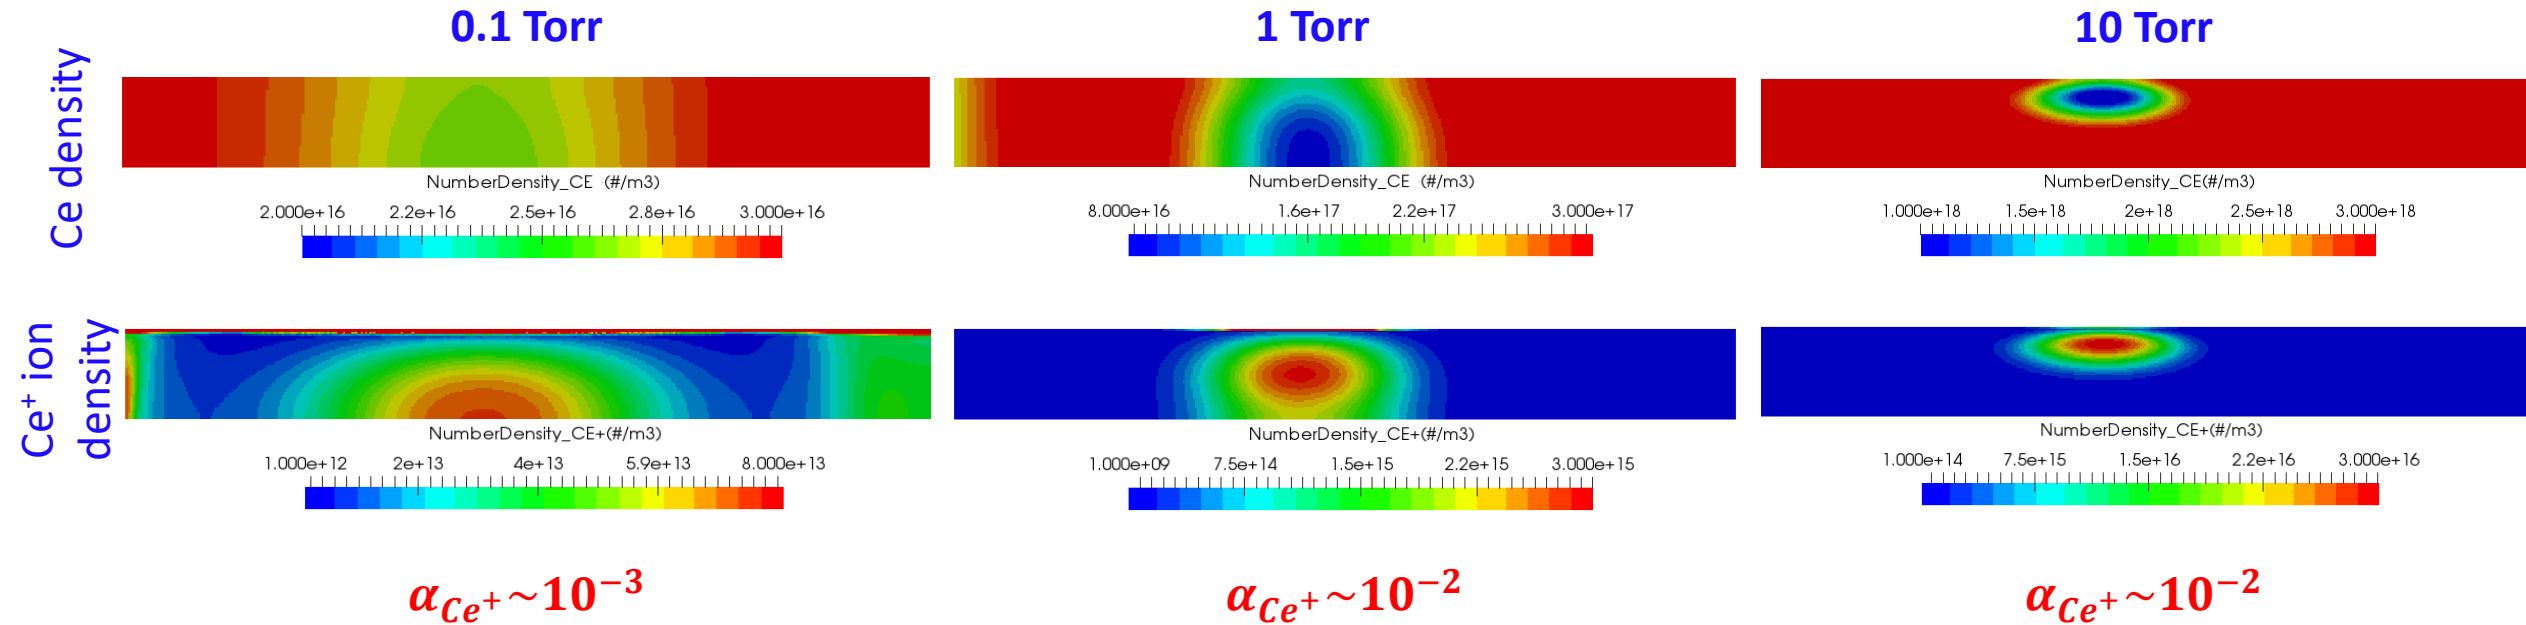 0.1 Torr 1 Torr 10 Torr
Ce density
NumberDensity_CE (#/m3) NumberDensity_CE (#/m3) NumberDensity_CE(#/m3)
2.000e+16 2.2e+16 2.5e+16 2.8e+16 3.000e+16 8.000e+16 1.6e+17 2.2e+17 3.000e+17 1.000e+18 1.5e+18 2e+18 2.5e+18 3.000e+18
Ce⁺ ion
density
NumberDensity_CE+(#/m3) NumberDensity_CE+(#/m3) NumberDensity_CE+(#/m3)
1.000e+12 2e+13 4e+13 5.9e+13 8.000e+13 1.000e+09 7.5e+14 1.5e+15 2.2e+15 3.000e+15 1.000e+14 7.5e+15 1.5e+16 2.2e+16 3.000e+16
α_Ce⁺~10⁻³ α_Ce⁺~10⁻² α_Ce⁺~10⁻²